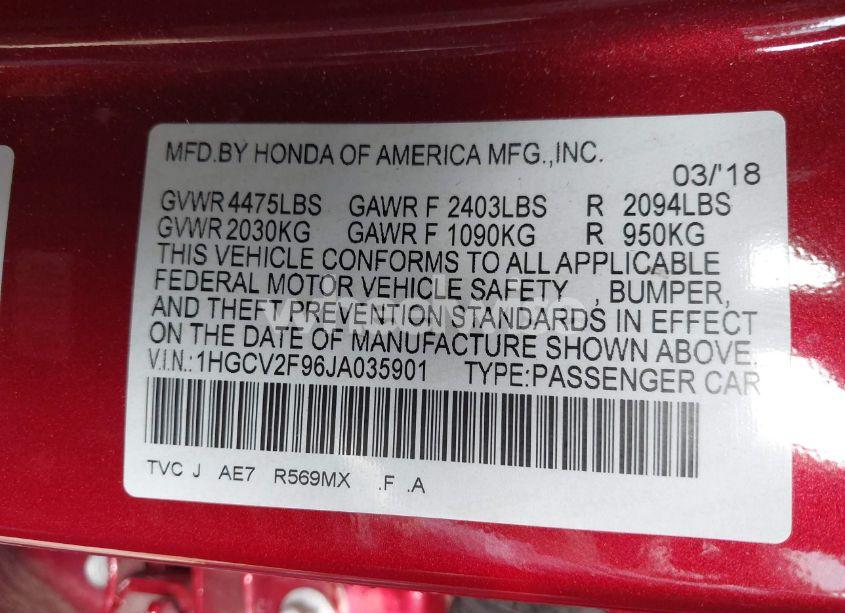 MFD.BY HONDA OF AMERICA MFG.,INC.
03/'18
GVWR 4475LBS GAWR F 2403LBS R 2094LBS
GVWR 2030KG GAWR F 1090KG R 950KG
THIS VEHICLE CONFORMS TO ALL APPLICABLE
FEDERAL MOTOR VEHICLE SAFETY , BUMPER,
AND THEFT PREVENTION STANDARDS IN EFFECT
ON THE DATE OF MANUFACTURE SHOWN ABOVE.
V.I.N.:1HGCV2F96JA035901 TYPE:PASSENGER CAR
TVC J AE7 R569MX .F .A